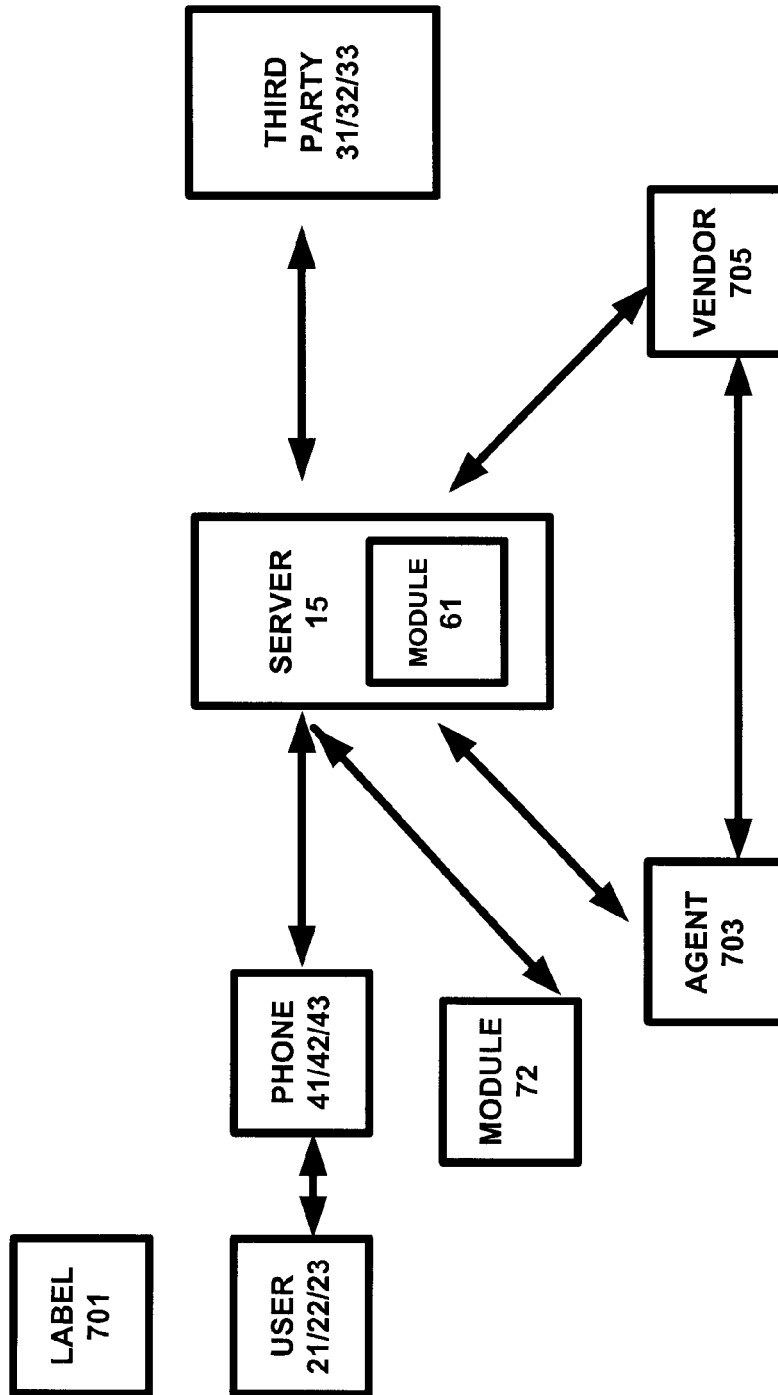 LABEL
701
USER
21/22/23
PHONE
41/42/43
SERVER
15
MODULE
61
THIRD
PARTY
31/32/33
MODULE
72
AGENT
703
VENDOR
705